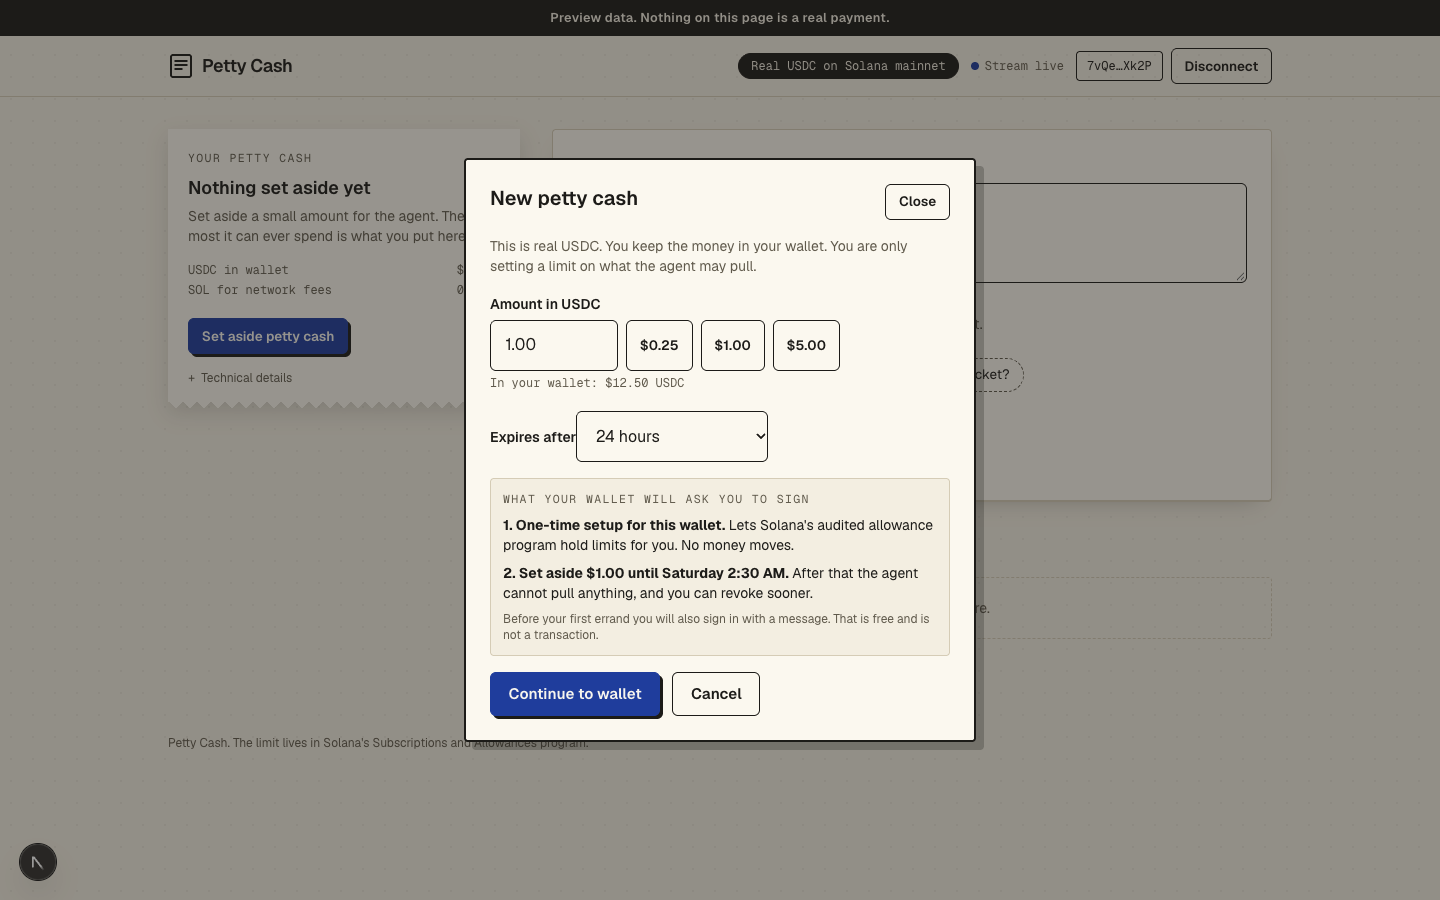 Preview data. Nothing on this page is a real payment.
Petty Cash
Real USDC on Solana mainnet
Stream live
7vQe…Xk2P
Disconnect
YOUR PETTY CASH
Nothing set aside yet
Set aside a small amount for the agent. The
most it can ever spend is what you put here
USDC in wallet $
SOL for network fees 0
Set aside petty cash
+ Technical details
New petty cash
Close
This is real USDC. You keep the money in your wallet. You are only
setting a limit on what the agent may pull.
Amount in USDC
1.00
$0.25
$1.00
$5.00
In your wallet: $12.50 USDC
Expires after
24 hours
WHAT YOUR WALLET WILL ASK YOU TO SIGN
1. One-time setup for this wallet. Lets Solana's audited allowance
program hold limits for you. No money moves.
2. Set aside $1.00 until Saturday 2:30 AM. After that the agent
cannot pull anything, and you can revoke sooner.
Before your first errand you will also sign in with a message. That is free and is
not a transaction.
Continue to wallet
Cancel
t.
cket?
re.
Petty Cash. The limit lives in Solana's Subscriptions and Allowances program.